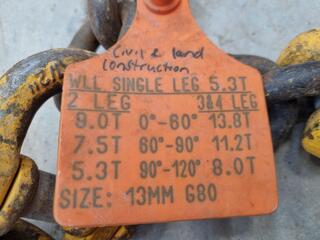 Civil & land
construction
WLL SINGLE LEG 5.3T
2 LEG 3&4 LEG
9.0T 0°-60° 13.8T
7.5T 60°-90° 11.2T
5.3T 90°-120° 8.0T
SIZE: 13MM G80